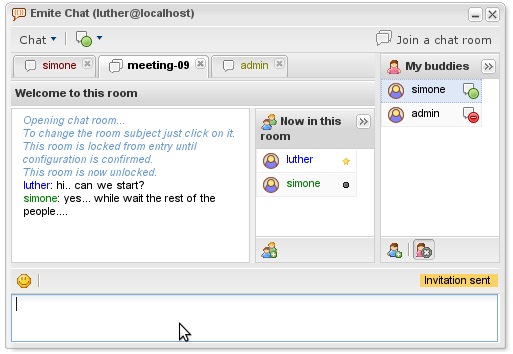 Emite Chat (luther@localhost)
Chat
Join a chat room
simone
meeting-09
admin
My buddies
Welcome to this room
simone
admin
Opening chat room...
To change the room subject just click on it.
This room is locked from entry until
configuration is confirmed.
This room is now unlocked.
luther: hi.. can we start?
simone: yes... while wait the rest of the
people....
Now in this
room
luther
simone
Invitation sent